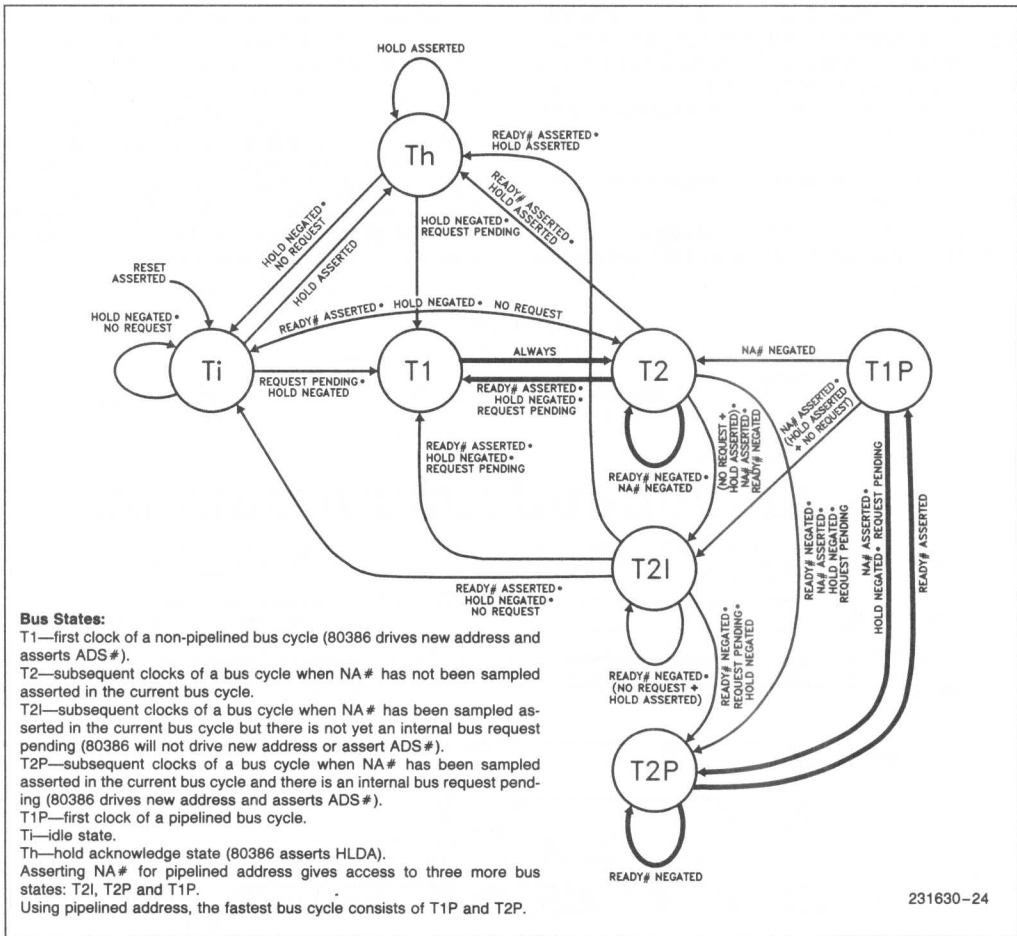 HOLD ASSERTED
Th
READY# ASSERTED•
HOLD ASSERTED
READY# ASSERTED•
HOLD ASSERTED
HOLD NEGATED•
NO REQUEST
HOLD ASSERTED
HOLD NEGATED•
REQUEST PENDING
RESET
ASSERTED
HOLD NEGATED•
NO REQUEST
READY# ASSERTED• HOLD NEGATED• NO REQUEST
Ti
REQUEST PENDING•
HOLD NEGATED
T1
ALWAYS
READY# ASSERTED•
HOLD NEGATED•
REQUEST PENDING
T2
NA# NEGATED
T1P
READY# NEGATED•
NA# NEGATED
(NO REQUEST +
HOLD ASSERTED)•
NA# ASSERTED•
READY# NEGATED
NA# ASSERTED•
(HOLD ASSERTED
+ NO REQUEST)
READY# NEGATED•
NA# ASSERTED•
HOLD NEGATED•
REQUEST PENDING
NA# ASSERTED•
HOLD NEGATED• REQUEST PENDING
READY# ASSERTED
READY# ASSERTED•
HOLD NEGATED•
REQUEST PENDING
T2I
READY# ASSERTED•
HOLD NEGATED•
NO REQUEST
READY# NEGATED•
(NO REQUEST +
HOLD ASSERTED)
READY# NEGATED•
REQUEST PENDING•
HOLD NEGATED
T2P
READY# NEGATED
Bus States:
T1—first clock of a non-pipelined bus cycle (80386 drives new address and
asserts ADS#).
T2—subsequent clocks of a bus cycle when NA# has not been sampled
asserted in the current bus cycle.
T2I—subsequent clocks of a bus cycle when NA# has been sampled as-
serted in the current bus cycle but there is not yet an internal bus request
pending (80386 will not drive new address or assert ADS#).
T2P—subsequent clocks of a bus cycle when NA# has been sampled
asserted in the current bus cycle and there is an internal bus request pend-
ing (80386 drives new address and asserts ADS#).
T1P—first clock of a pipelined bus cycle.
Ti—idle state.
Th—hold acknowledge state (80386 asserts HLDA).
Asserting NA# for pipelined address gives access to three more bus
states: T2I, T2P and T1P.
Using pipelined address, the fastest bus cycle consists of T1P and T2P.
231630-24